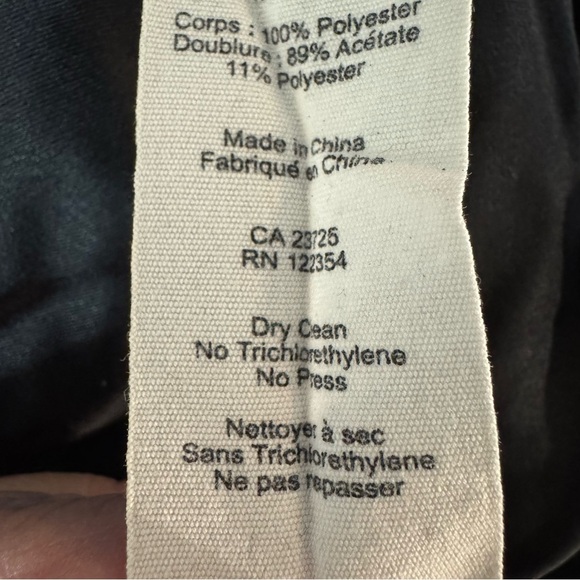 Corps : 100% Polyester
Doublure : 89% Acétate
11% Polyester
Made in China
Fabriqué en Chine
CA 23725
RN 122354
Dry Clean
No Trichlorethylene
No Press
Nettoyer à sec
Sans Trichlorethylene
Ne pas repasser